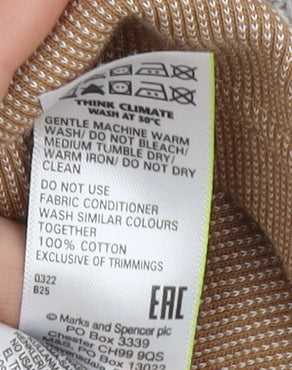 THINK CLIMATE
WASH AT 30°C
GENTLE MACHINE WARM
WASH/ DO NOT BLEACH/
MEDIUM TUMBLE DRY/
WARM IRON/ DO NOT DRY
CLEAN
DO NOT USE
FABRIC CONDITIONER
WASH SIMILAR COLOURS
TOGETHER
100% COTTON
EXCLUSIVE OF TRIMMINGS
0322
B25
EAC
© Marks and Spencer plc
PO Box 3339
Chester CH99 9QS
M&S, PO Box 13022